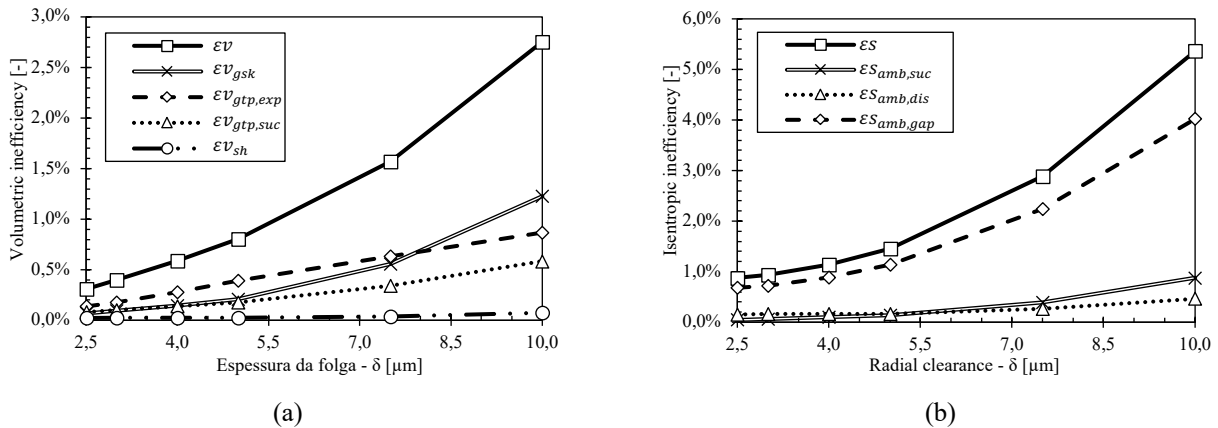 3,0%
2,5%
2,0%
1,5%
1,0%
0,5%
0,0%
Volumetric inefficiency [-]
εv
εv_gsk
εv_gtp,exp
εv_gtp,suc
εv_sh
2,5 4,0 5,5 7,0 8,5 10,0
Espessura da folga - δ [µm]
(a)
6,0%
5,0%
4,0%
3,0%
2,0%
1,0%
0,0%
Isentropic inefficiency [-]
εs
εs_amb,suc
εs_amb,dis
εs_amb,gap
2,5 4,0 5,5 7,0 8,5 10,0
Radial clearance - δ [µm]
(b)